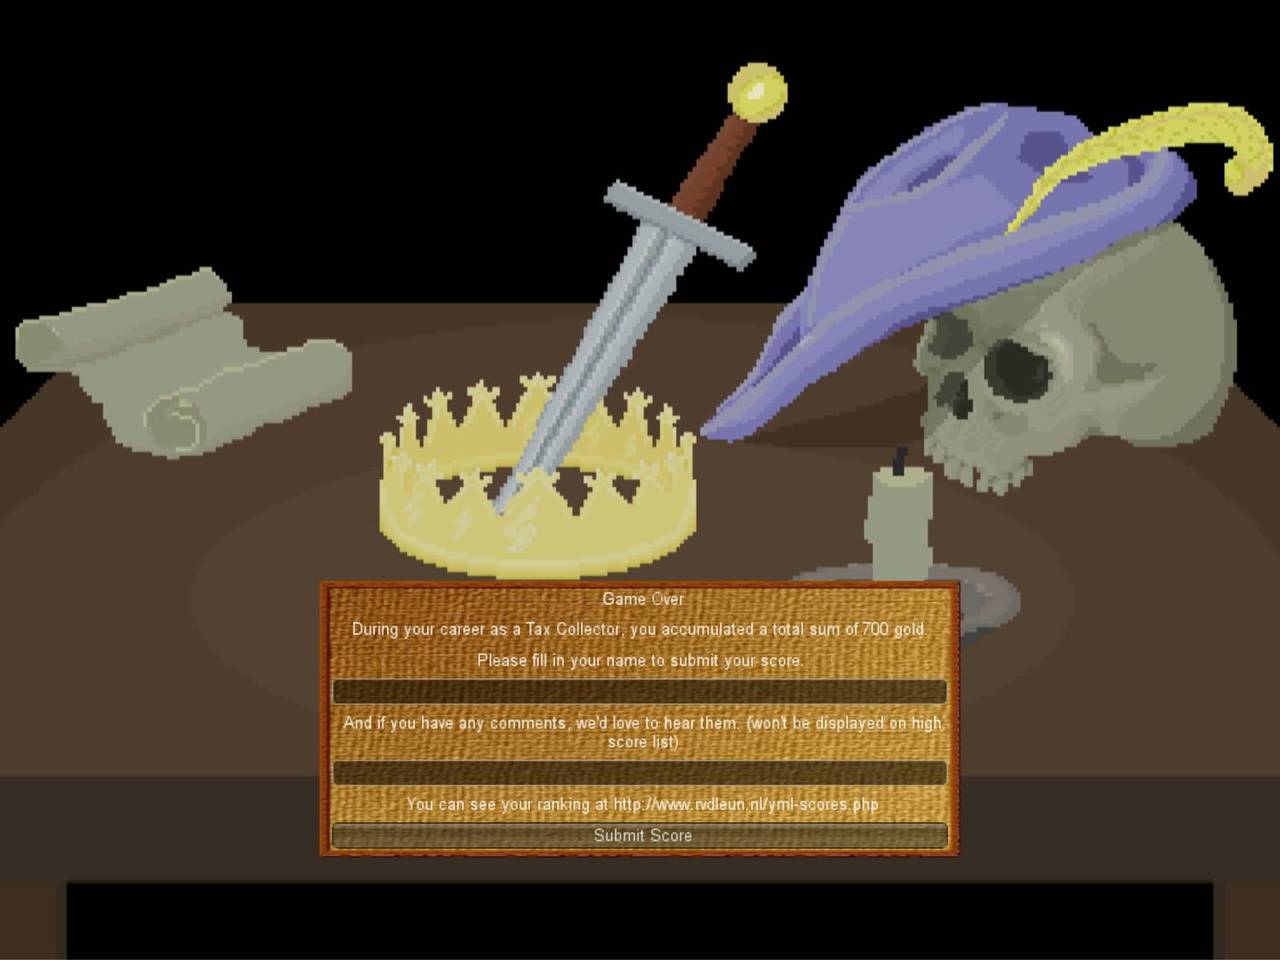 Game Over
During your career as a Tax Collector, you accumulated a total sum of 700 gold.
Please fill in your name to submit your score.
And if you have any comments, we'd love to hear them. (won't be displayed on high
score list)
You can see your ranking at http://www.rvdleun.nl/yml-scores.php
Submit Score